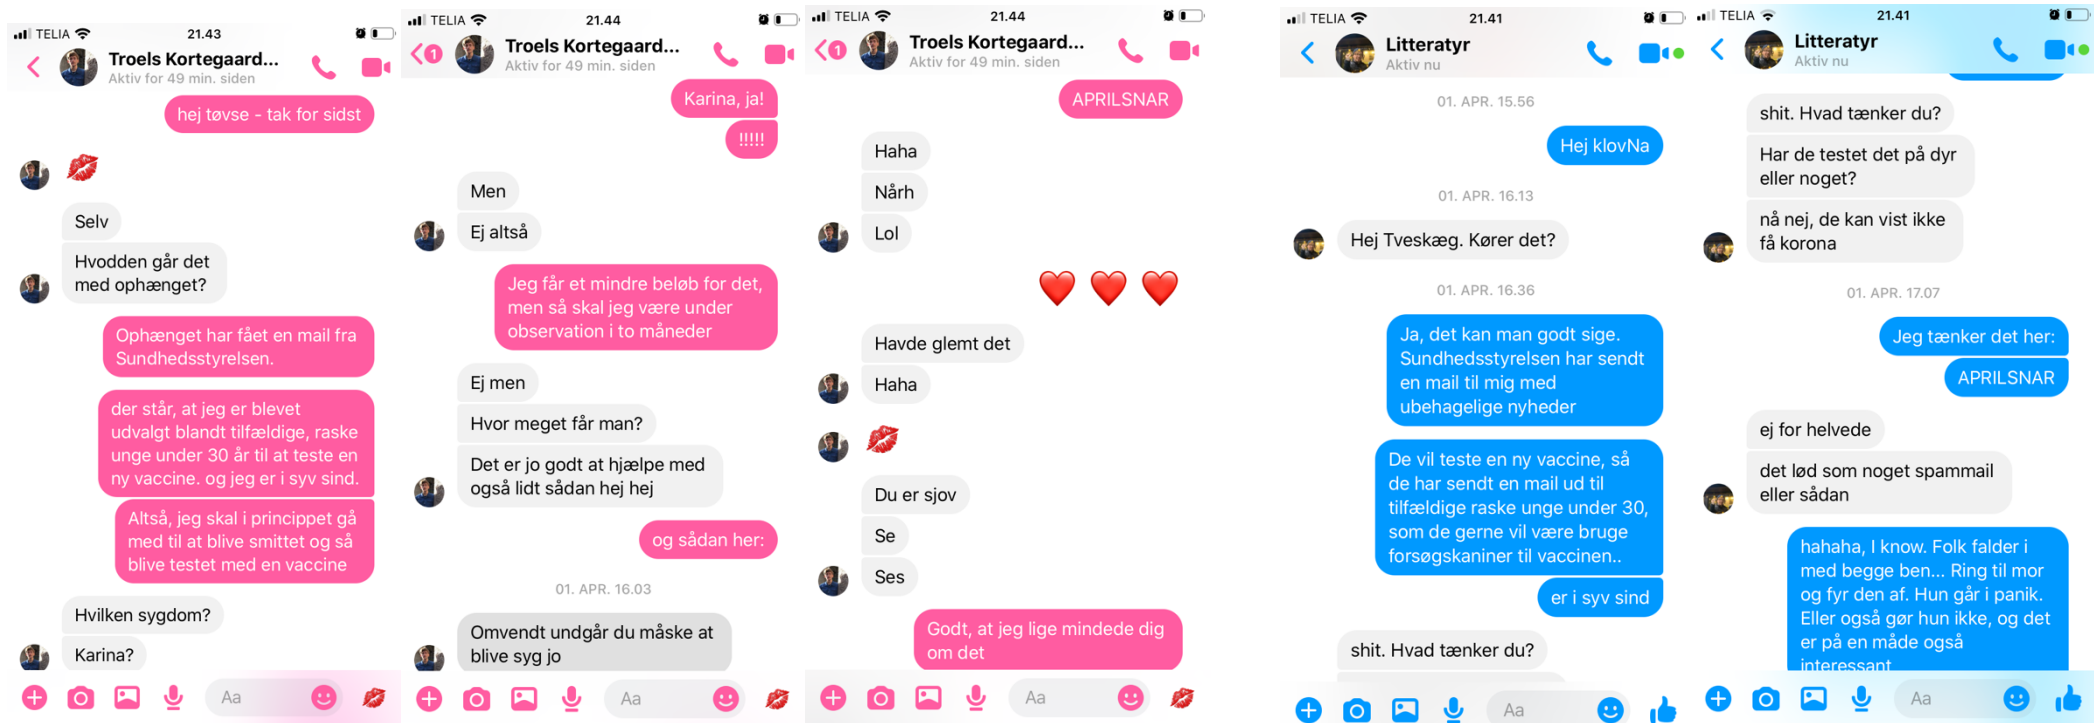 TELIA
21.43
Troels Kortegaard...
Aktiv for 49 min. siden
hej tøvse - tak for sidst
Selv
Hvodden går det
med ophænget?
Ophænget har fået en mail fra
Sundhedsstyrelsen.
der står, at jeg er blevet
udvalgt blandt tilfældige, raske
unge under 30 år til at teste en
ny vaccine. og jeg er i syv sind.
Altså, jeg skal i princippet gå
med til at blive smittet og så
blive testet med en vaccine
Hvilken sygdom?
Karina?
Aa
TELIA
21.44
1
Troels Kortegaard...
Aktiv for 49 min. siden
Karina, ja!
!!!!!
Men
Ej altså
Jeg får et mindre beløb for det,
men så skal jeg være under
observation i to måneder
Ej men
Hvor meget får man?
Det er jo godt at hjælpe med
også lidt sådan hej hej
og sådan her:
01. APR. 16.03
Omvendt undgår du måske at
blive syg jo
Aa
TELIA
21.44
1
Troels Kortegaard...
Aktiv for 49 min. siden
APRILSNAR
Haha
Nårh
Lol
Havde glemt det
Haha
Du er sjov
Se
Ses
Godt, at jeg lige mindede dig
om det
Aa
TELIA
21.41
Litteratyr
Aktiv nu
01. APR. 15.56
Hej klovNa
01. APR. 16.13
Hej Tveskæg. Kører det?
01. APR. 16.36
Ja, det kan man godt sige.
Sundhedsstyrelsen har sendt
en mail til mig med
ubehagelige nyheder
De vil teste en ny vaccine, så
de har sendt en mail ud til
tilfældige raske unge under 30,
som de gerne vil være bruge
forsøgskaniner til vaccinen..
er i syv sind
shit. Hvad tænker du?
Aa
TELIA
21.41
Litteratyr
Aktiv nu
shit. Hvad tænker du?
Har de testet det på dyr
eller noget?
nå nej, de kan vist ikke
få korona
01. APR. 17.07
Jeg tænker det her:
APRILSNAR
ej for helvede
det lød som noget spammail
eller sådan
hahaha, I know. Folk falder i
med begge ben... Ring til mor
og fyr den af. Hun går i panik.
Eller også gør hun ikke, og det
er på en måde også
interessant
Aa